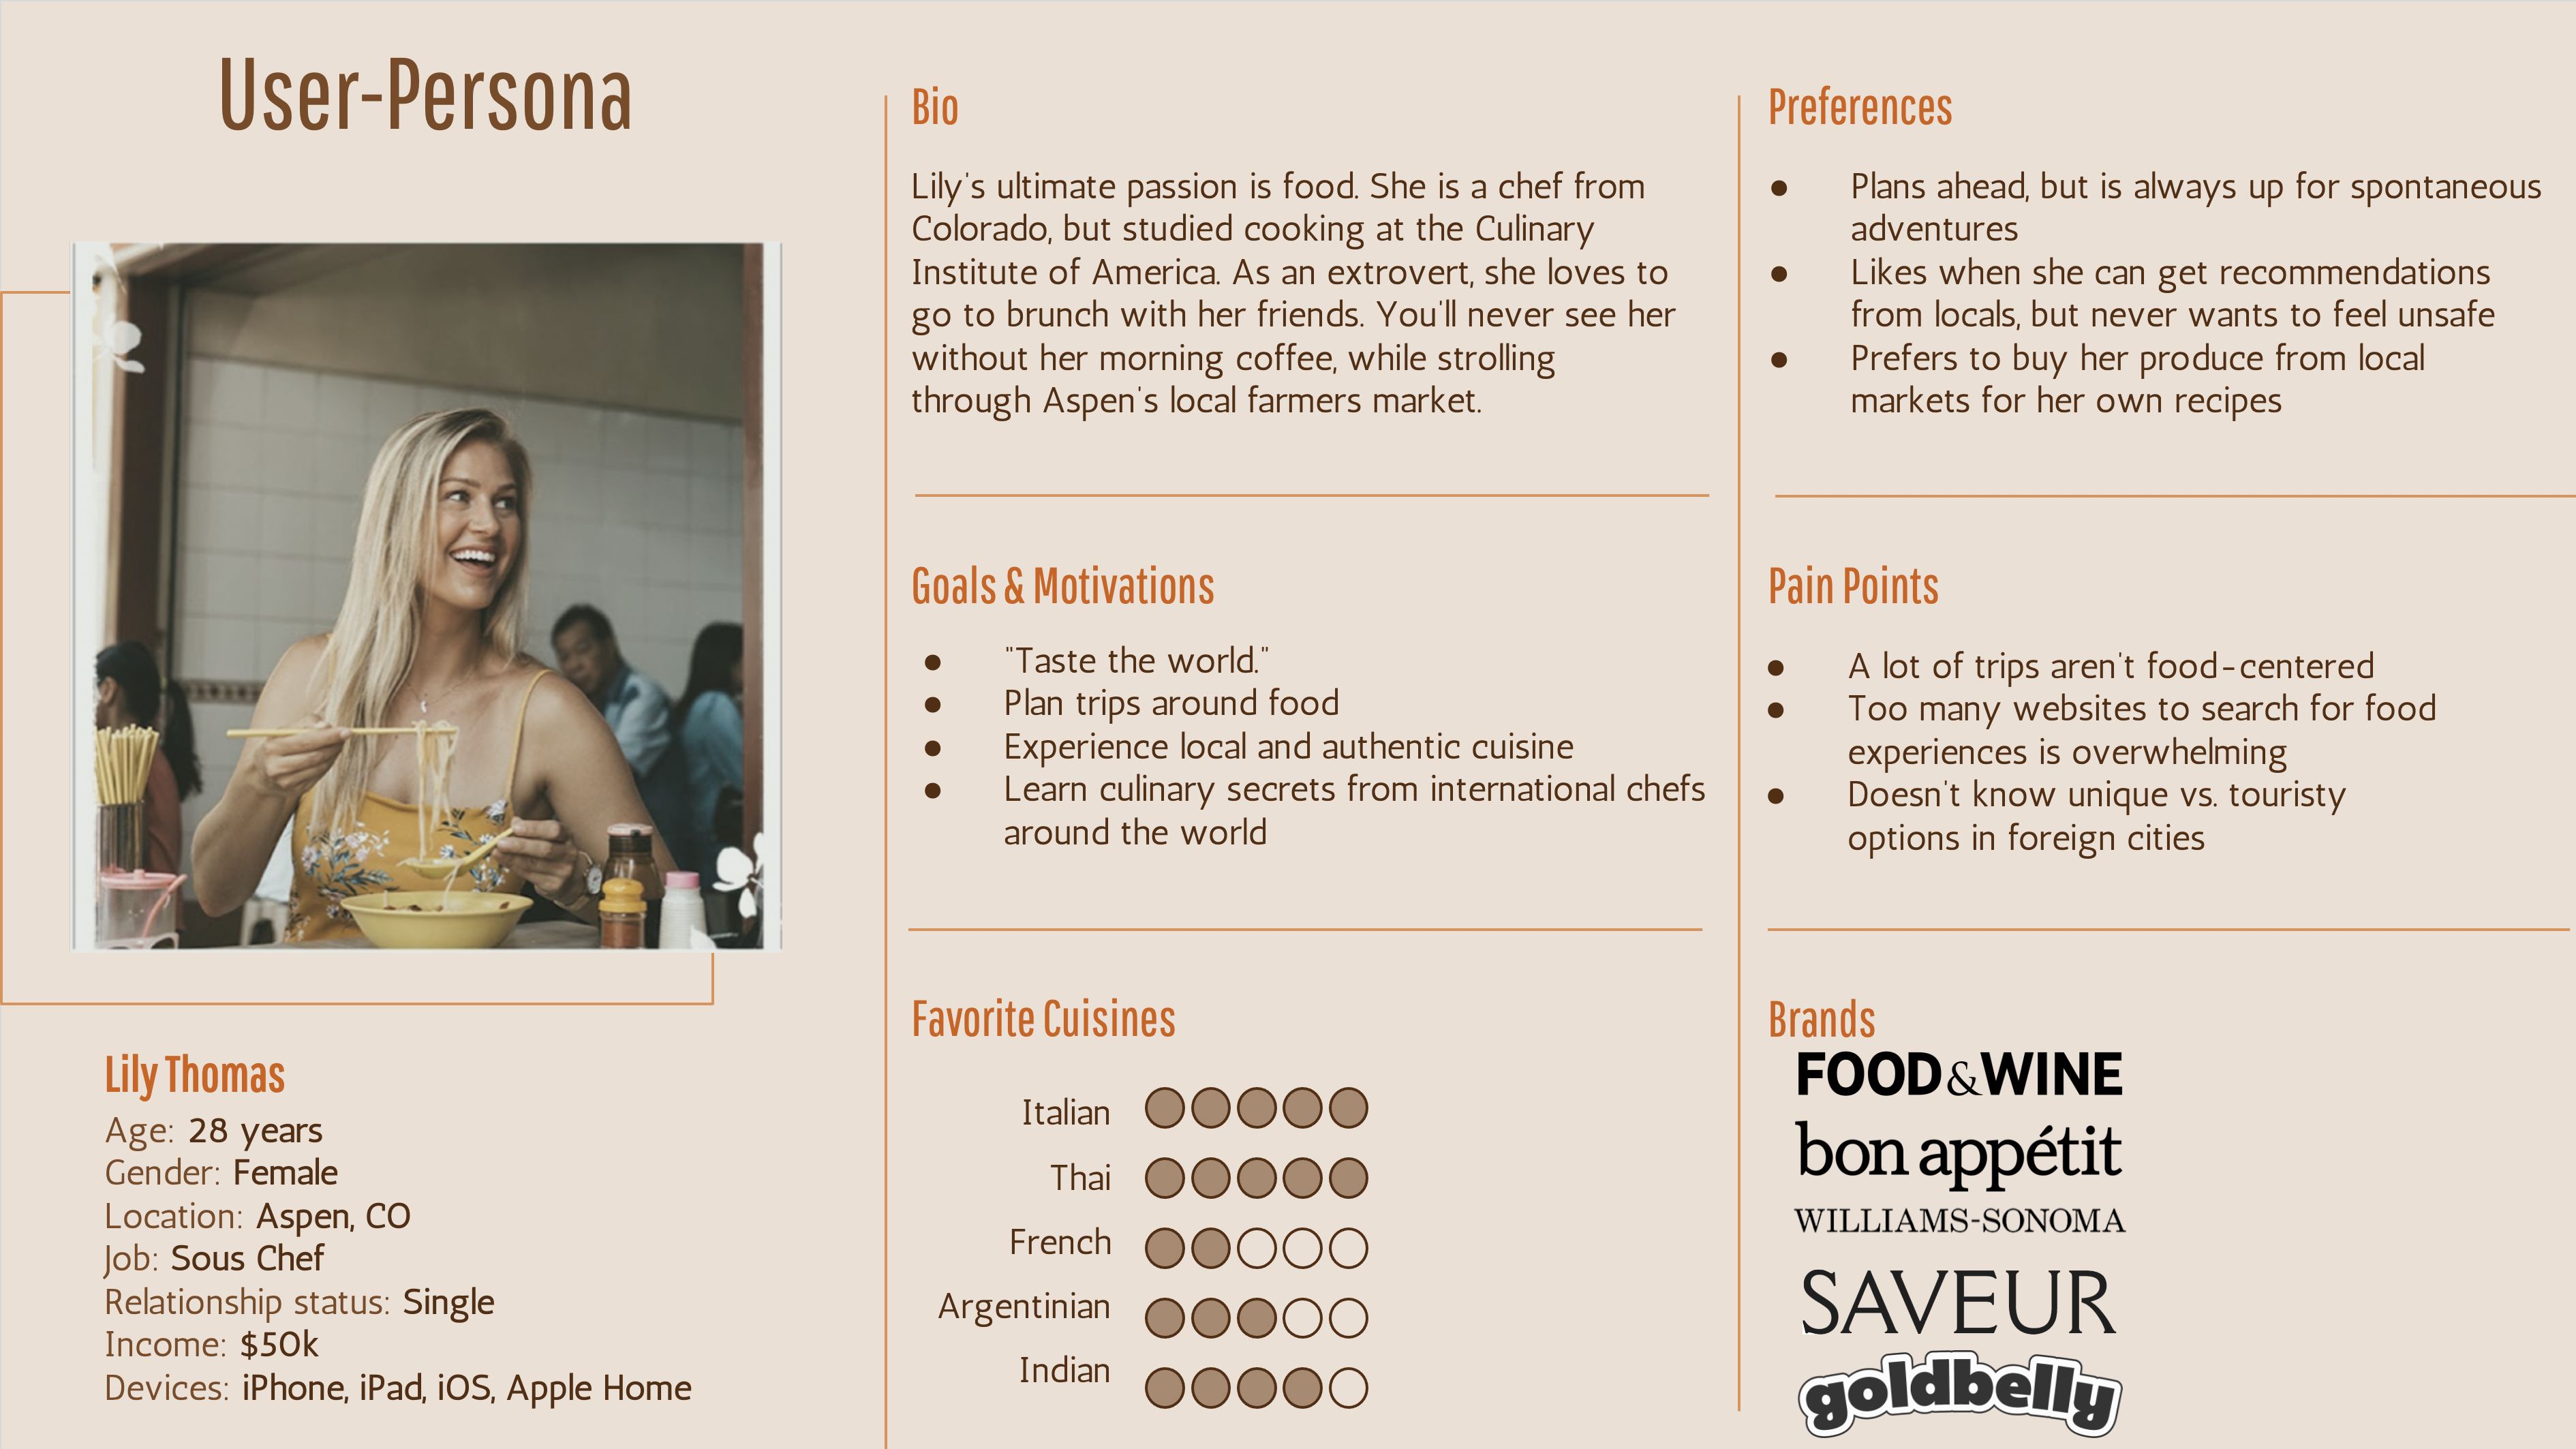 User-Persona
Lily Thomas
Age: 28 years
Gender: Female
Location: Aspen, CO
Job: Sous Chef
Relationship status: Single
Income: $50k
Devices: iPhone, iPad, iOS, Apple Home
Bio
Lily's ultimate passion is food. She is a chef from
Colorado, but studied cooking at the Culinary
Institute of America. As an extrovert, she loves to
go to brunch with her friends. You'll never see her
without her morning coffee, while strolling
through Aspen's local farmers market.
Goals & Motivations
● "Taste the world."
● Plan trips around food
● Experience local and authentic cuisine
● Learn culinary secrets from international chefs
around the world
Favorite Cuisines
Italian
Thai
French
Argentinian
Indian
Preferences
● Plans ahead, but is always up for spontaneous
adventures
● Likes when she can get recommendations
from locals, but never wants to feel unsafe
● Prefers to buy her produce from local
markets for her own recipes
Pain Points
● A lot of trips aren't food-centered
● Too many websites to search for food
experiences is overwhelming
● Doesn't know unique vs. touristy
options in foreign cities
Brands
FOOD&WINE
bon appétit
WILLIAMS-SONOMA
SAVEUR
goldbelly